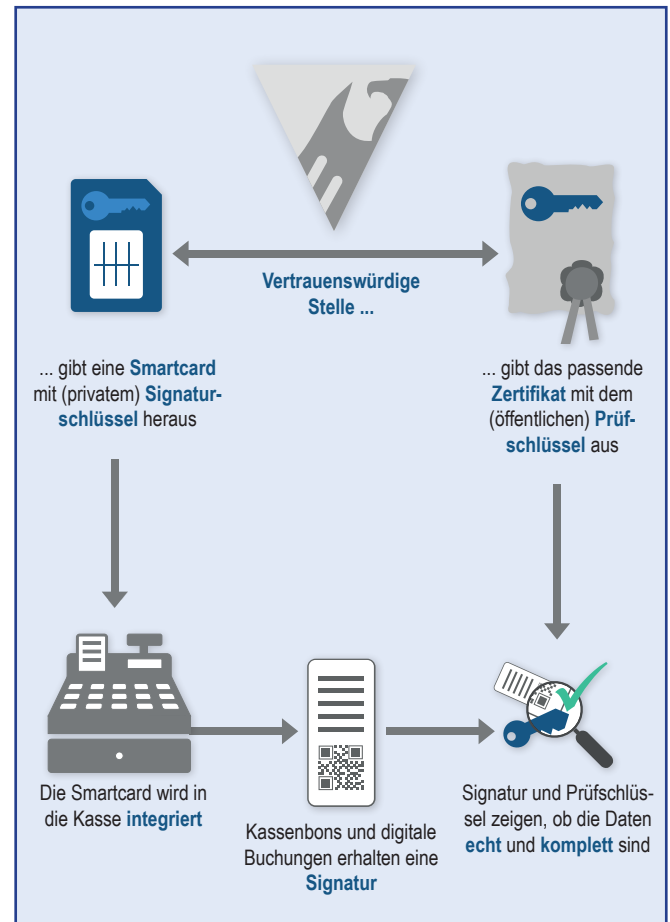 Vertrauenswürdige
Stelle ...
... gibt eine Smartcard
mit (privatem) Signatur-
schlüssel heraus
... gibt das passende
Zertifikat mit dem
(öffentlichen) Prüf-
schlüssel aus
Die Smartcard wird in
die Kasse integriert
Kassenbons und digitale
Buchungen erhalten eine
Signatur
Signatur und Prüfschlüs-
sel zeigen, ob die Daten
echt und komplett sind